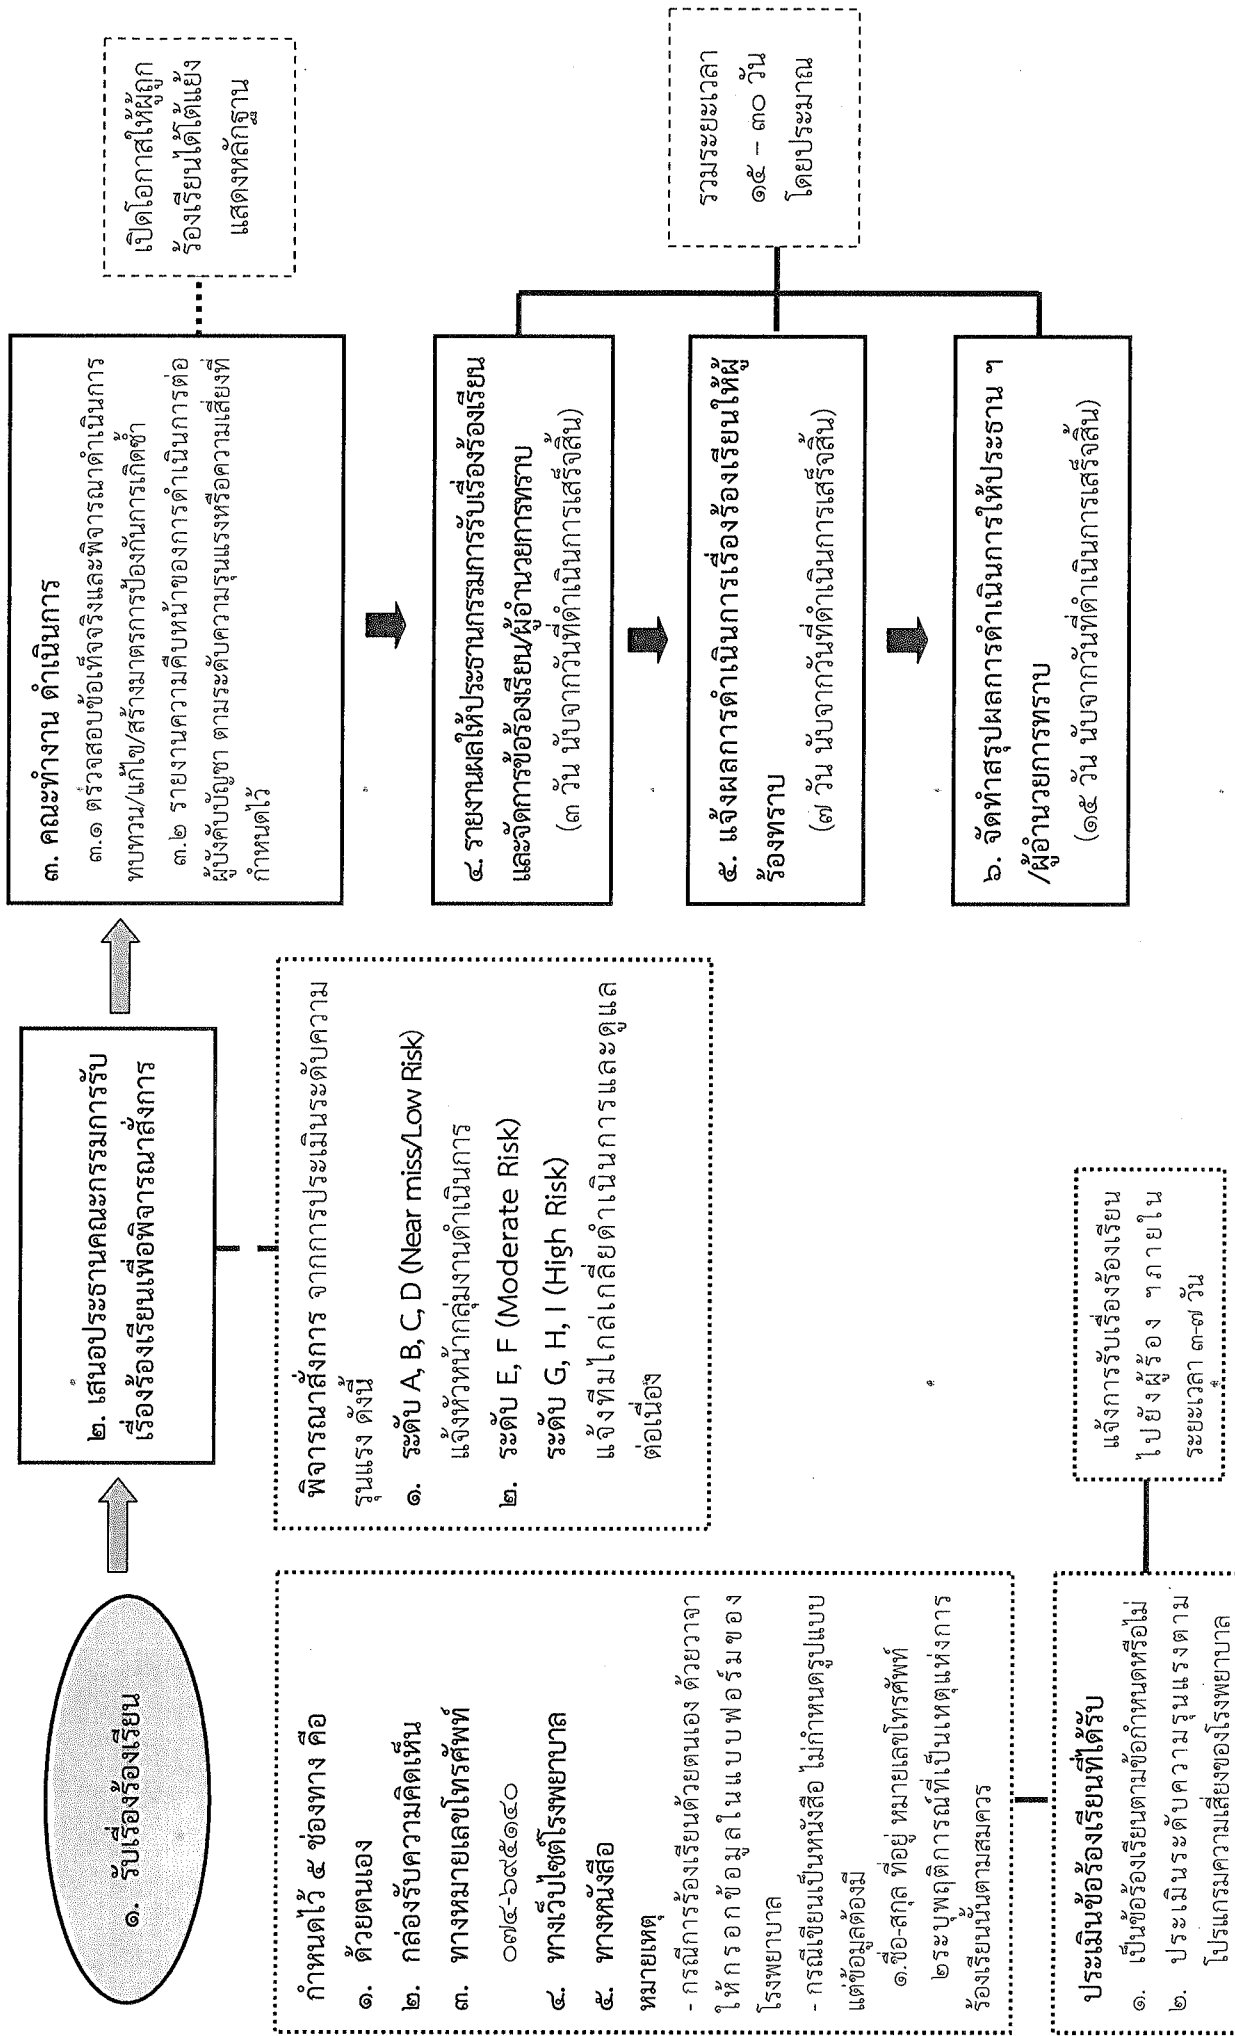 ๑. รับเรื่องร้องเรียน
กำหนดไว้ ๕ ช่องทาง คือ
๑. ด้วยตนเอง
๒. กล่องรับความคิดเห็น
๓. ทางหมายเลขโทรศัพท์
๐๗๔-๖๙๕๑๔๐
๔. ทางเว็บไซต์โรงพยาบาล
๕. ทางหนังสือ
หมายเหตุ
- กรณีการร้องเรียนด้วยตนเอง ด้วยวาจา
ให้กรอกข้อมูลในแบบฟอร์มของ
โรงพยาบาล
- กรณีเขียนเป็นหนังสือ ไม่กำหนดรูปแบบ
แต่ข้อมูลต้องมี
๑.ชื่อ-สกุล ที่อยู่ หมายเลขโทรศัพท์
๒ระบุพฤติการณ์ที่เป็นเหตุแห่งการ
ร้องเรียนนั้นตามสมควร
ประเมินข้อร้องเรียนที่ได้รับ
๑. เป็นข้อร้องเรียนตามข้อกำหนดหรือไม่
๒. ประเมินระดับความรุนแรงตาม
โปรแกรมความเสี่ยงของโรงพยาบาล
แจ้งการรับเรื่องร้องเรียน
ไปยังผู้ร้อง ๆภายใน
ระยะเวลา ๓-๗ วัน
๒. เสนอประธานคณะกรรมการรับ
เรื่องร้องเรียนเพื่อพิจารณาสั่งการ
พิจารณาสั่งการ จากการประเมินระดับความ
รุนแรง ดังนี้
๑. ระดับ A, B, C, D (Near miss/Low Risk)
แจ้งหัวหน้ากลุ่มงานดำเนินการ
๒. ระดับ E, F (Moderate Risk)
ระดับ G, H, I (High Risk)
แจ้งทีมไกล่เกลี่ยดำเนินการและดูแล
ต่อเนื่อง
๓. คณะทำงาน ดำเนินการ
๓.๑ ตรวจสอบข้อเท็จจริงและพิจารณาดำเนินการ
ทบทวน/แก้ไข/สร้างมาตรการป้องกันการเกิดซ้ำ
๓.๒ รายงานความคืบหน้าของการดำเนินการต่อ
ผู้บังคับบัญชา ตามระดับความรุนแรงหรือความเสี่ยงที่
กำหนดไว้
เปิดโอกาสให้ผู้ถูก
ร้องเรียนได้โต้แย้ง
แสดงหลักฐาน
๔. รายงานผลให้ประธานกรรมการรับเรื่องร้องเรียน
และจัดการข้อร้องเรียน/ผู้อำนวยการทราบ
(๓ วัน นับจากวันที่ดำเนินการเสร็จสิ้น)
๕. แจ้งผลการดำเนินการเรื่องร้องเรียนให้ผู้
ร้องทราบ
(๗ วัน นับจากวันที่ดำเนินการเสร็จสิ้น)
๖. จัดทำสรุปผลการดำเนินการให้ประธาน ฯ
/ผู้อำนวยการทราบ
(๑๕ วัน นับจากวันที่ดำเนินการเสร็จสิ้น)
รวมระยะเวลา
๑๕ – ๓๐ วัน
โดยประมาณ